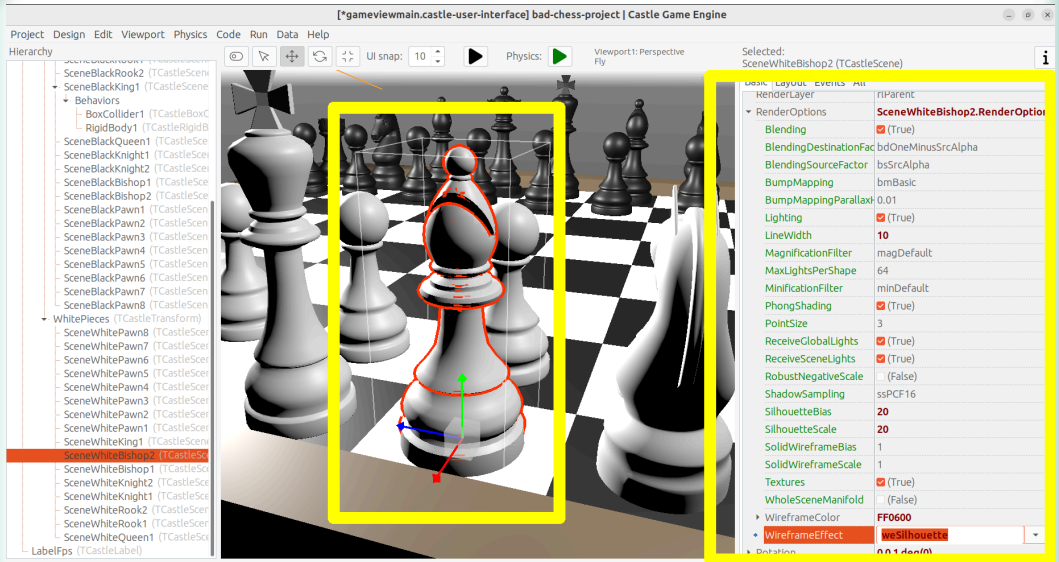 [*gameviewmain.castle-user-interface] bad-chess-project | Castle Game Engine
Project Design Edit Viewport Physics Code Run Data Help
Hierarchy
SceneBlackRook2 (TCastleScene
SceneBlackKing1 (TCastleScene
Behaviors
BoxCollider1 (TCastleBoxC
RigidBody1 (TCastleRigidB
SceneBlackQueen1 (TCastleScen
SceneBlackKnight1 (TCastleScen
SceneBlackKnight2 (TCastleScen
SceneBlackBishop1 (TCastleSce
SceneBlackBishop2 (TCastleSce
SceneBlackPawn1 (TCastleScen
SceneBlackPawn2 (TCastleScen
SceneBlackPawn3 (TCastleScen
SceneBlackPawn4 (TCastleScen
SceneBlackPawn5 (TCastleScen
SceneBlackPawn6 (TCastleScen
SceneBlackPawn7 (TCastleScen
SceneBlackPawn8 (TCastleScen
WhitePieces (TCastleTransform)
SceneWhitePawn8 (TCastleScen
SceneWhitePawn7 (TCastleScen
SceneWhitePawn6 (TCastleScen
SceneWhitePawn5 (TCastleScen
SceneWhitePawn4 (TCastleScen
SceneWhitePawn3 (TCastleScen
SceneWhitePawn2 (TCastleScen
SceneWhitePawn1 (TCastleScen
SceneWhiteKing1 (TCastleScene
SceneWhiteBishop2 (TCastleSc
SceneWhiteBishop1 (TCastleSce
SceneWhiteKnight2 (TCastleSce
SceneWhiteKnight1 (TCastleSce
SceneWhiteRook2 (TCastleScen
SceneWhiteRook1 (TCastleScen
SceneWhiteQueen1 (TCastleScen
LabelFps (TCastleLabel)
UI snap: 10 Physics:
Viewport1: Perspective
Fly
Selected:
SceneWhiteBishop2 (TCastleScene)
Basic Layout Events All
RenderLayer rlParent
RenderOptions SceneWhiteBishop2.RenderOption
Blending (True)
BlendingDestinationFac bdOneMinusSrcAlpha
BlendingSourceFactor bsSrcAlpha
BumpMapping bmBasic
BumpMappingParallaxH 0.01
Lighting (True)
LineWidth 10
MagnificationFilter magDefault
MaxLightsPerShape 64
MinificationFilter minDefault
PhongShading (True)
PointSize 3
ReceiveGlobalLights (True)
ReceiveSceneLights (True)
RobustNegativeScale (False)
ShadowSampling ssPCF16
SilhouetteBias 20
SilhouetteScale 20
SolidWireframeBias 1
SolidWireframeScale 1
Textures (True)
WholeSceneManifold (False)
WireframeColor FF0600
WireframeEffect weSilhouette
Rotation 0 0 1 deg(0)